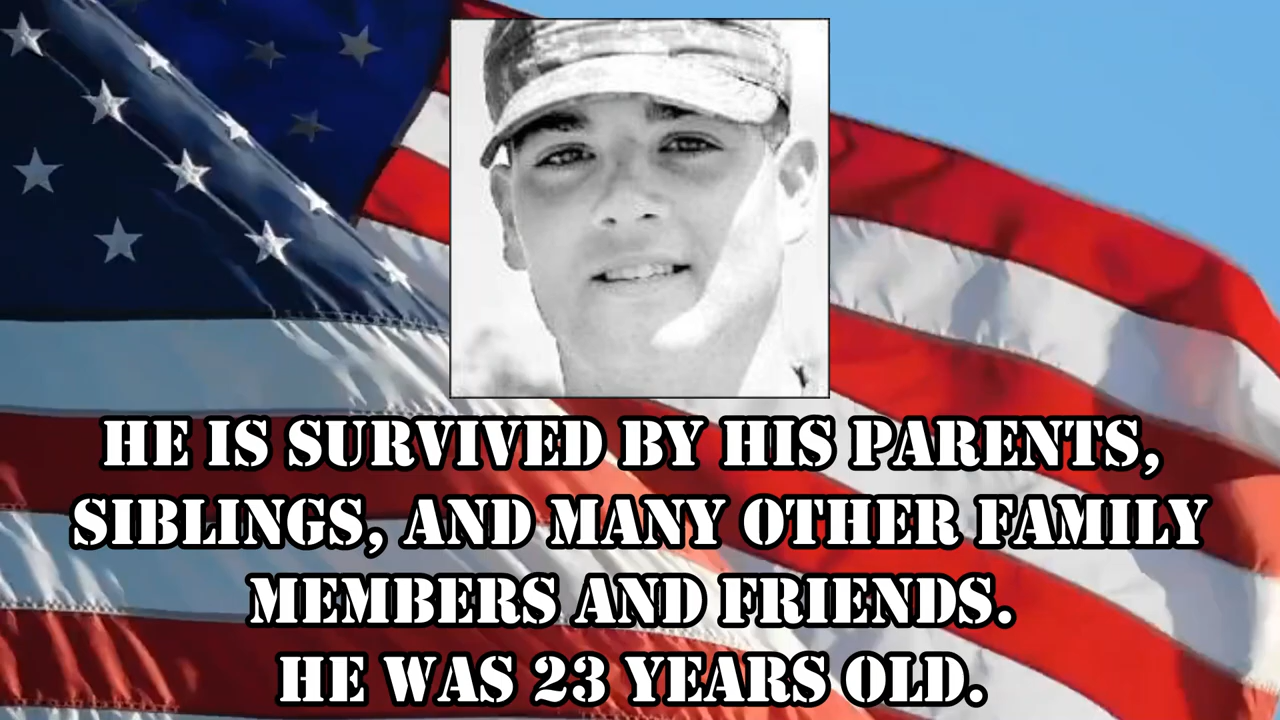 HE IS SURVIVED BY HIS PARENTS,
SIBLINGS, AND MANY OTHER FAMILY
MEMBERS AND FRIENDS.
HE WAS 23 YEARS OLD.